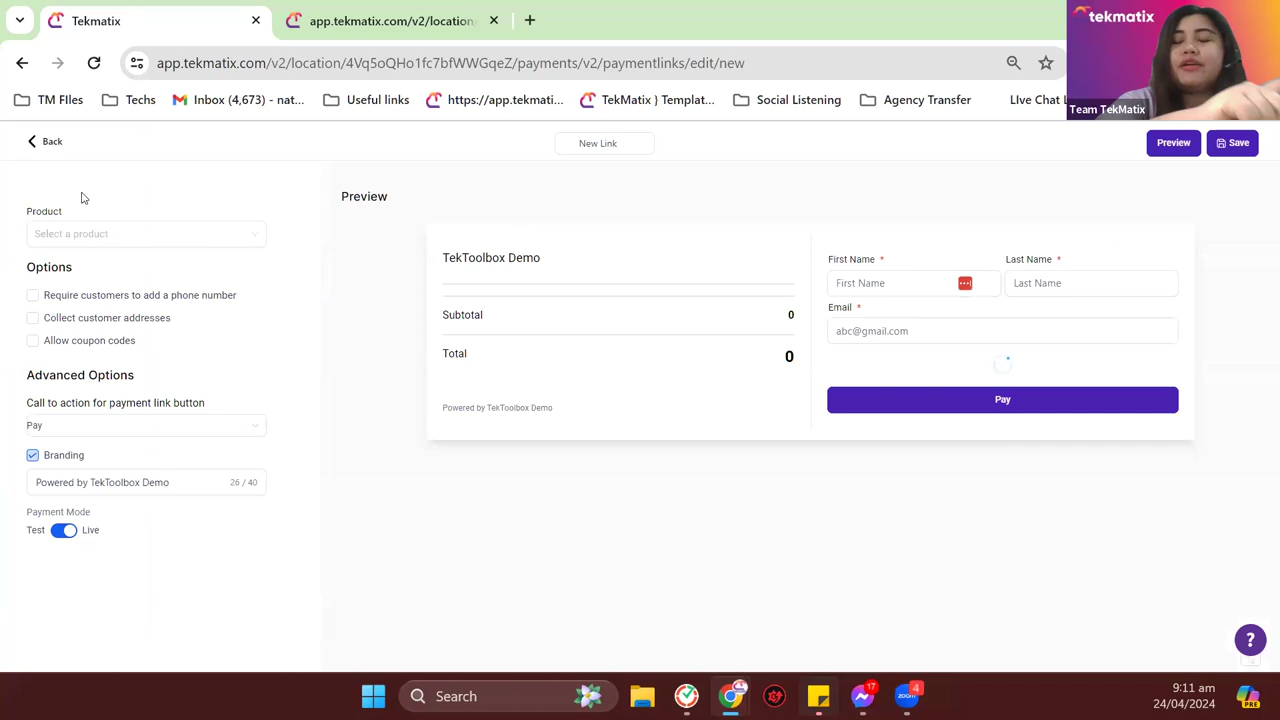 Tekmatix
app.tekmatix.com/v2/location,
app.tekmatix.com/v2/location/4Vq5oQHo1fc7bfWWGqeZ/payments/v2/paymentlinks/edit/new
tekmatix
Team TekMatix
TM FIles
Techs
Inbox (4,673) - nat...
Useful links
https://app.tekmati...
TekMatix } Templat...
Social Listening
Agency Transfer
LIve Chat
Back
New Link
Preview
Save
Product
Select a product
Options
Require customers to add a phone number
Collect customer addresses
Allow coupon codes
Advanced Options
Call to action for payment link button
Pay
Branding
Powered by TekToolbox Demo
26 / 40
Payment Mode
Test
Live
Preview
TekToolbox Demo
Subtotal
0
Total
0
Powered by TekToolbox Demo
First Name *
Last Name *
First Name
Last Name
Email *
abc@gmail.com
Pay
?
Search
17
zoom
4
9:11 am
24/04/2024
PRE